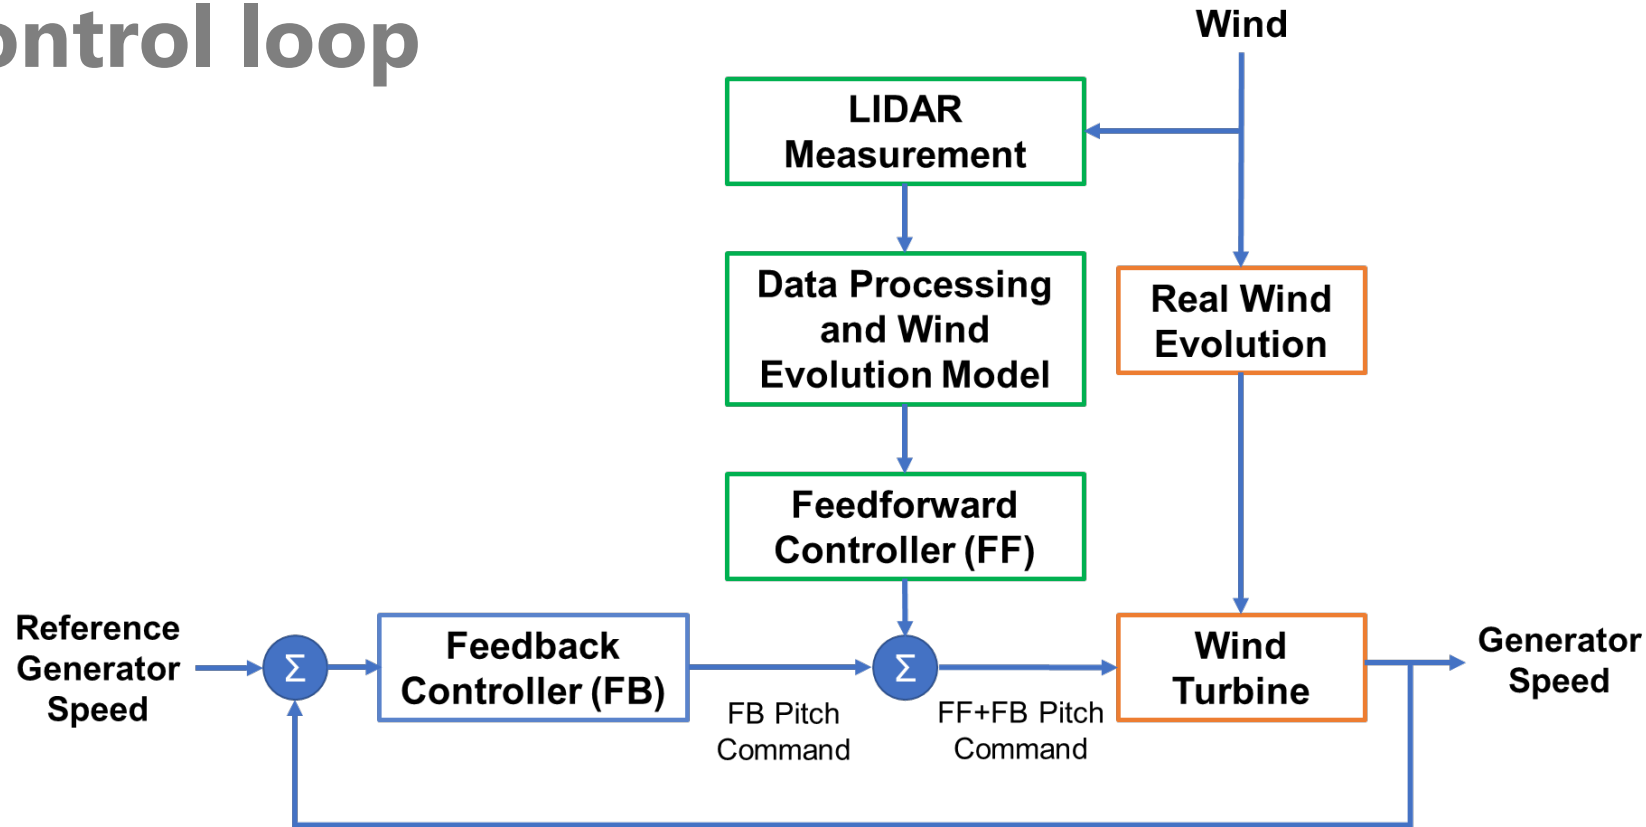 ontrol loop
Wind
LIDAR
Measurement
Data Processing
and Wind
Evolution Model
Real Wind
Evolution
Feedforward
Controller (FF)
Reference
Generator
Speed
Σ
Feedback
Controller (FB)
FB Pitch
Command
Σ
FF+FB Pitch
Command
Wind
Turbine
Generator
Speed